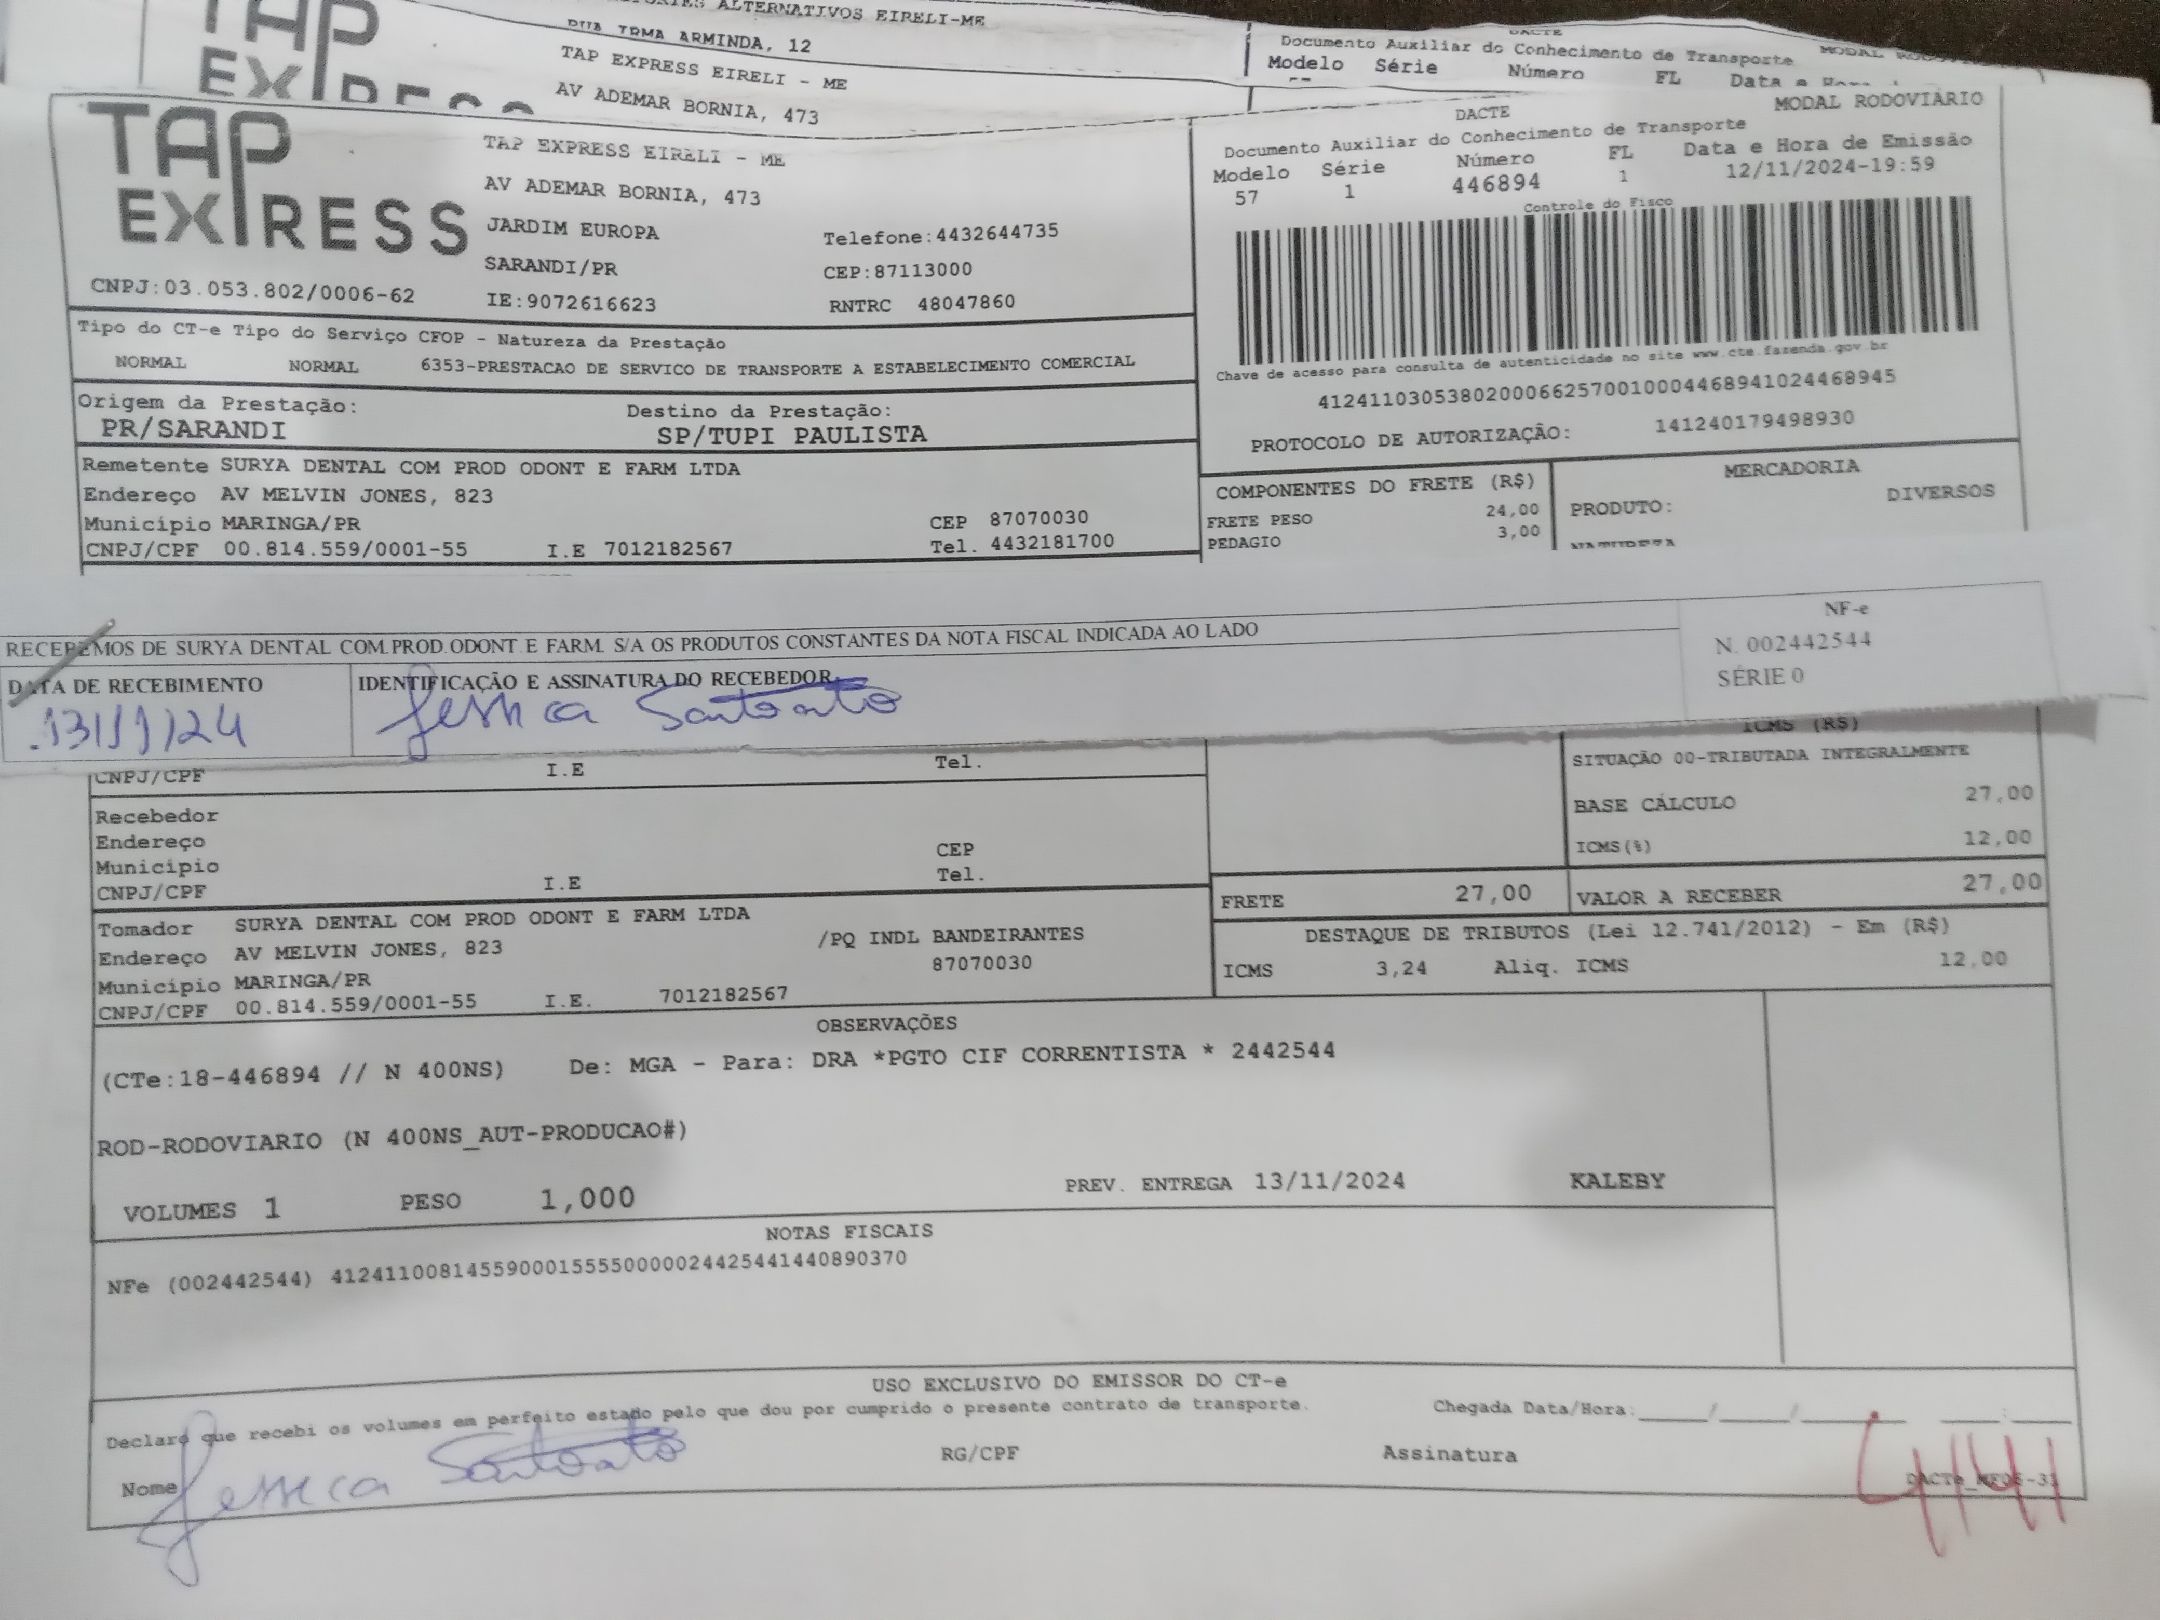 TAP
EXPRESS
ALTERNATIVOS EIRELI-ME
RUA IRMA ARMINDA, 12
TAP EXPRESS EIRELI - ME
AV ADEMAR BORNIA, 473
DACTE
Documento Auxiliar do Conhecimento de Transporte
Modelo Série Número FL
TAP
EXPRESS
TAP EXPRESS EIRELI - ME
AV ADEMAR BORNIA, 473
JARDIM EUROPA Telefone:4432644735
SARANDI/PR CEP:87113000
CNPJ:03.053.802/0006-62 IE:9072616623 RNTRC 48047860
DACTE MODAL RODOVIARIO
Documento Auxiliar do Conhecimento de Transporte
Modelo Série Número FL Data e Hora de Emissão
57 1 446894 1 12/11/2024-19:59
Controle do Fisco
Chave de acesso para consulta de autenticidade no site www.cte.fazenda.gov.br
41241103053802000662570010004468941024468945
PROTOCOLO DE AUTORIZAÇÃO: 141240179498930
Tipo do CT-e Tipo do Serviço CFOP - Natureza da Prestação
NORMAL NORMAL 6353-PRESTACAO DE SERVICO DE TRANSPORTE A ESTABELECIMENTO COMERCIAL
Origem da Prestação: Destino da Prestação:
PR/SARANDI SP/TUPI PAULISTA
Remetente SURYA DENTAL COM PROD ODONT E FARM LTDA
Endereço AV MELVIN JONES, 823
Município MARINGA/PR CEP 87070030
CNPJ/CPF 00.814.559/0001-55 I.E 7012182567 Tel. 4432181700
COMPONENTES DO FRETE (R$)
FRETE PESO 24,00
PEDAGIO 3,00
MERCADORIA
PRODUTO: DIVERSOS
RECEBEMOS DE SURYA DENTAL COM.PROD.ODONT.E FARM. S/A OS PRODUTOS CONSTANTES DA NOTA FISCAL INDICADA AO LADO
DATA DE RECEBIMENTO IDENTIFICAÇÃO E ASSINATURA DO RECEBEDOR
13/11/24 Jessica
NF-e
N. 002442544
SÉRIE 0
CNPJ/CPF I.E Tel.
ICMS (R$)
SITUAÇÃO 00-TRIBUTADA INTEGRALMENTE
BASE CÁLCULO 27,00
ICMS(%) 12,00
Recebedor
Endereço
Município CEP
CNPJ/CPF I.E Tel.
FRETE 27,00 VALOR A RECEBER 27,00
Tomador SURYA DENTAL COM PROD ODONT E FARM LTDA
Endereço AV MELVIN JONES, 823 /PQ INDL BANDEIRANTES
Município MARINGA/PR 87070030
CNPJ/CPF 00.814.559/0001-55 I.E. 7012182567
DESTAQUE DE TRIBUTOS (Lei 12.741/2012) - Em (R$)
ICMS 3,24 Aliq. ICMS 12,00
OBSERVAÇÕES
(CTe:18-446894 // N 400NS) De: MGA - Para: DRA *PGTO CIF CORRENTISTA * 2442544
ROD-RODOVIARIO (N 400NS_AUT-PRODUCAO#)
VOLUMES 1 PESO 1,000 PREV. ENTREGA 13/11/2024 KALEBY
NOTAS FISCAIS
NFe (002442544) 41241100814559000155550000024425441440890370
USO EXCLUSIVO DO EMISSOR DO CT-e
Declaro que recebi os volumes em perfeito estado pelo que dou por cumprido o presente contrato de transporte. Chegada Data/Hora:
Nome Jessica RG/CPF Assinatura